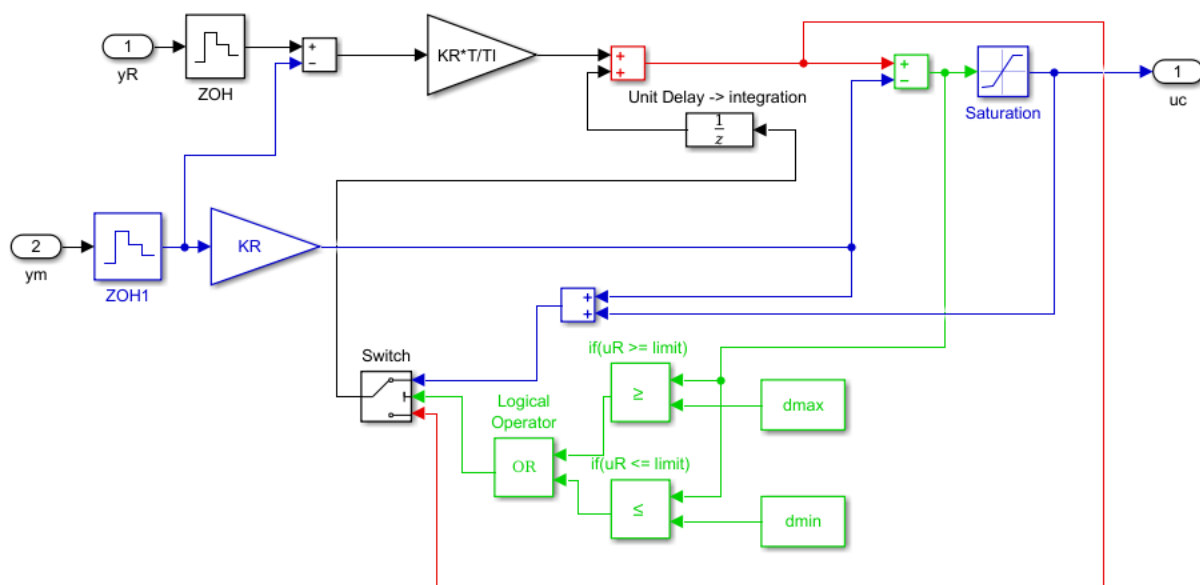 1
yR
ZOH
+
−
KR*T/TI
+
+
Unit Delay -> integration
1
z
+
−
Saturation
1
uc
2
ym
ZOH1
KR
+
+
Switch
if(uR >= limit)
≥
dmax
Logical
Operator
OR
if(uR <= limit)
≤
dmin